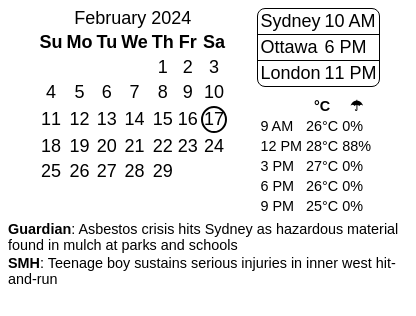 February 2024
Su Mo Tu We Th Fr Sa
1 2 3
4 5 6 7 8 9 10
11 12 13 14 15 16 17
18 19 20 21 22 23 24
25 26 27 28 29
Sydney 10 AM
Ottawa 6 PM
London 11 PM
°C ☂
9 AM 26°C 0%
12 PM 28°C 88%
3 PM 27°C 0%
6 PM 26°C 0%
9 PM 25°C 0%
Guardian: Asbestos crisis hits Sydney as hazardous material
found in mulch at parks and schools
SMH: Teenage boy sustains serious injuries in inner west hit-
and-run